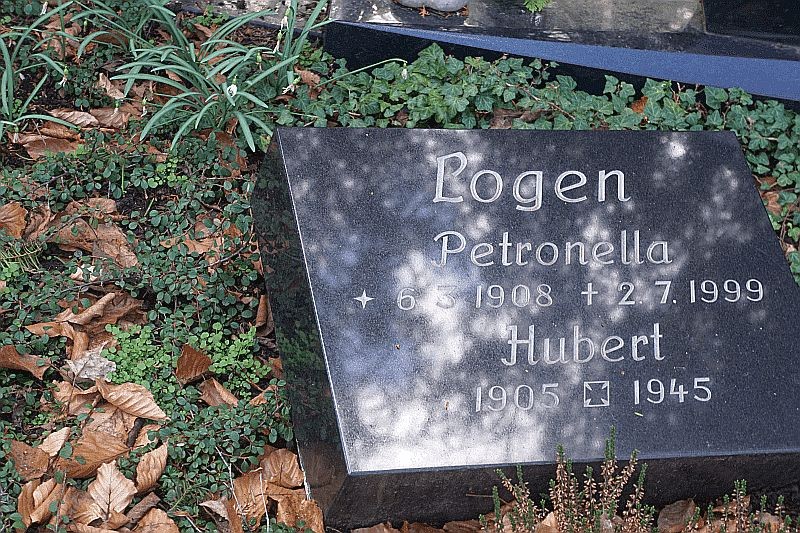 Logen
Petronella
✦ 6.3.1908 ✝ 2.7.1999
Hubert
1905 ✠ 1945